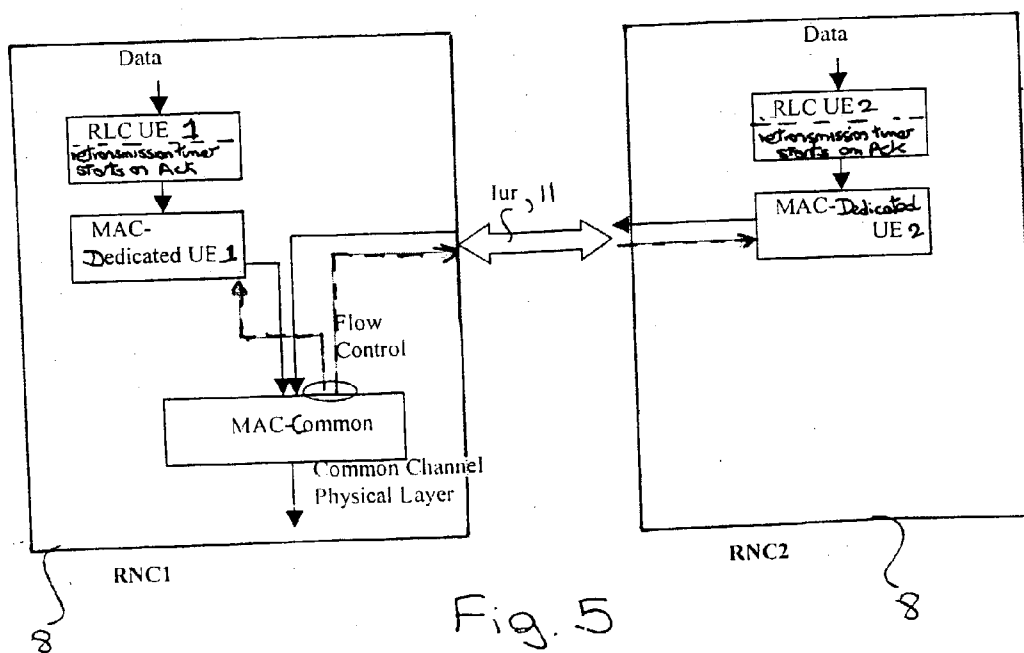 Data
RLC UE 1
retransmission timer
starts on Ack
MAC-
Dedicated UE 1
Flow
Control
MAC-Common
Common Channel
Physical Layer
RNC1
8
Iur, 11
Data
RLC UE 2
retransmission timer
starts on Ack
MAC-Dedicated
UE 2
RNC2
8
Fig. 5